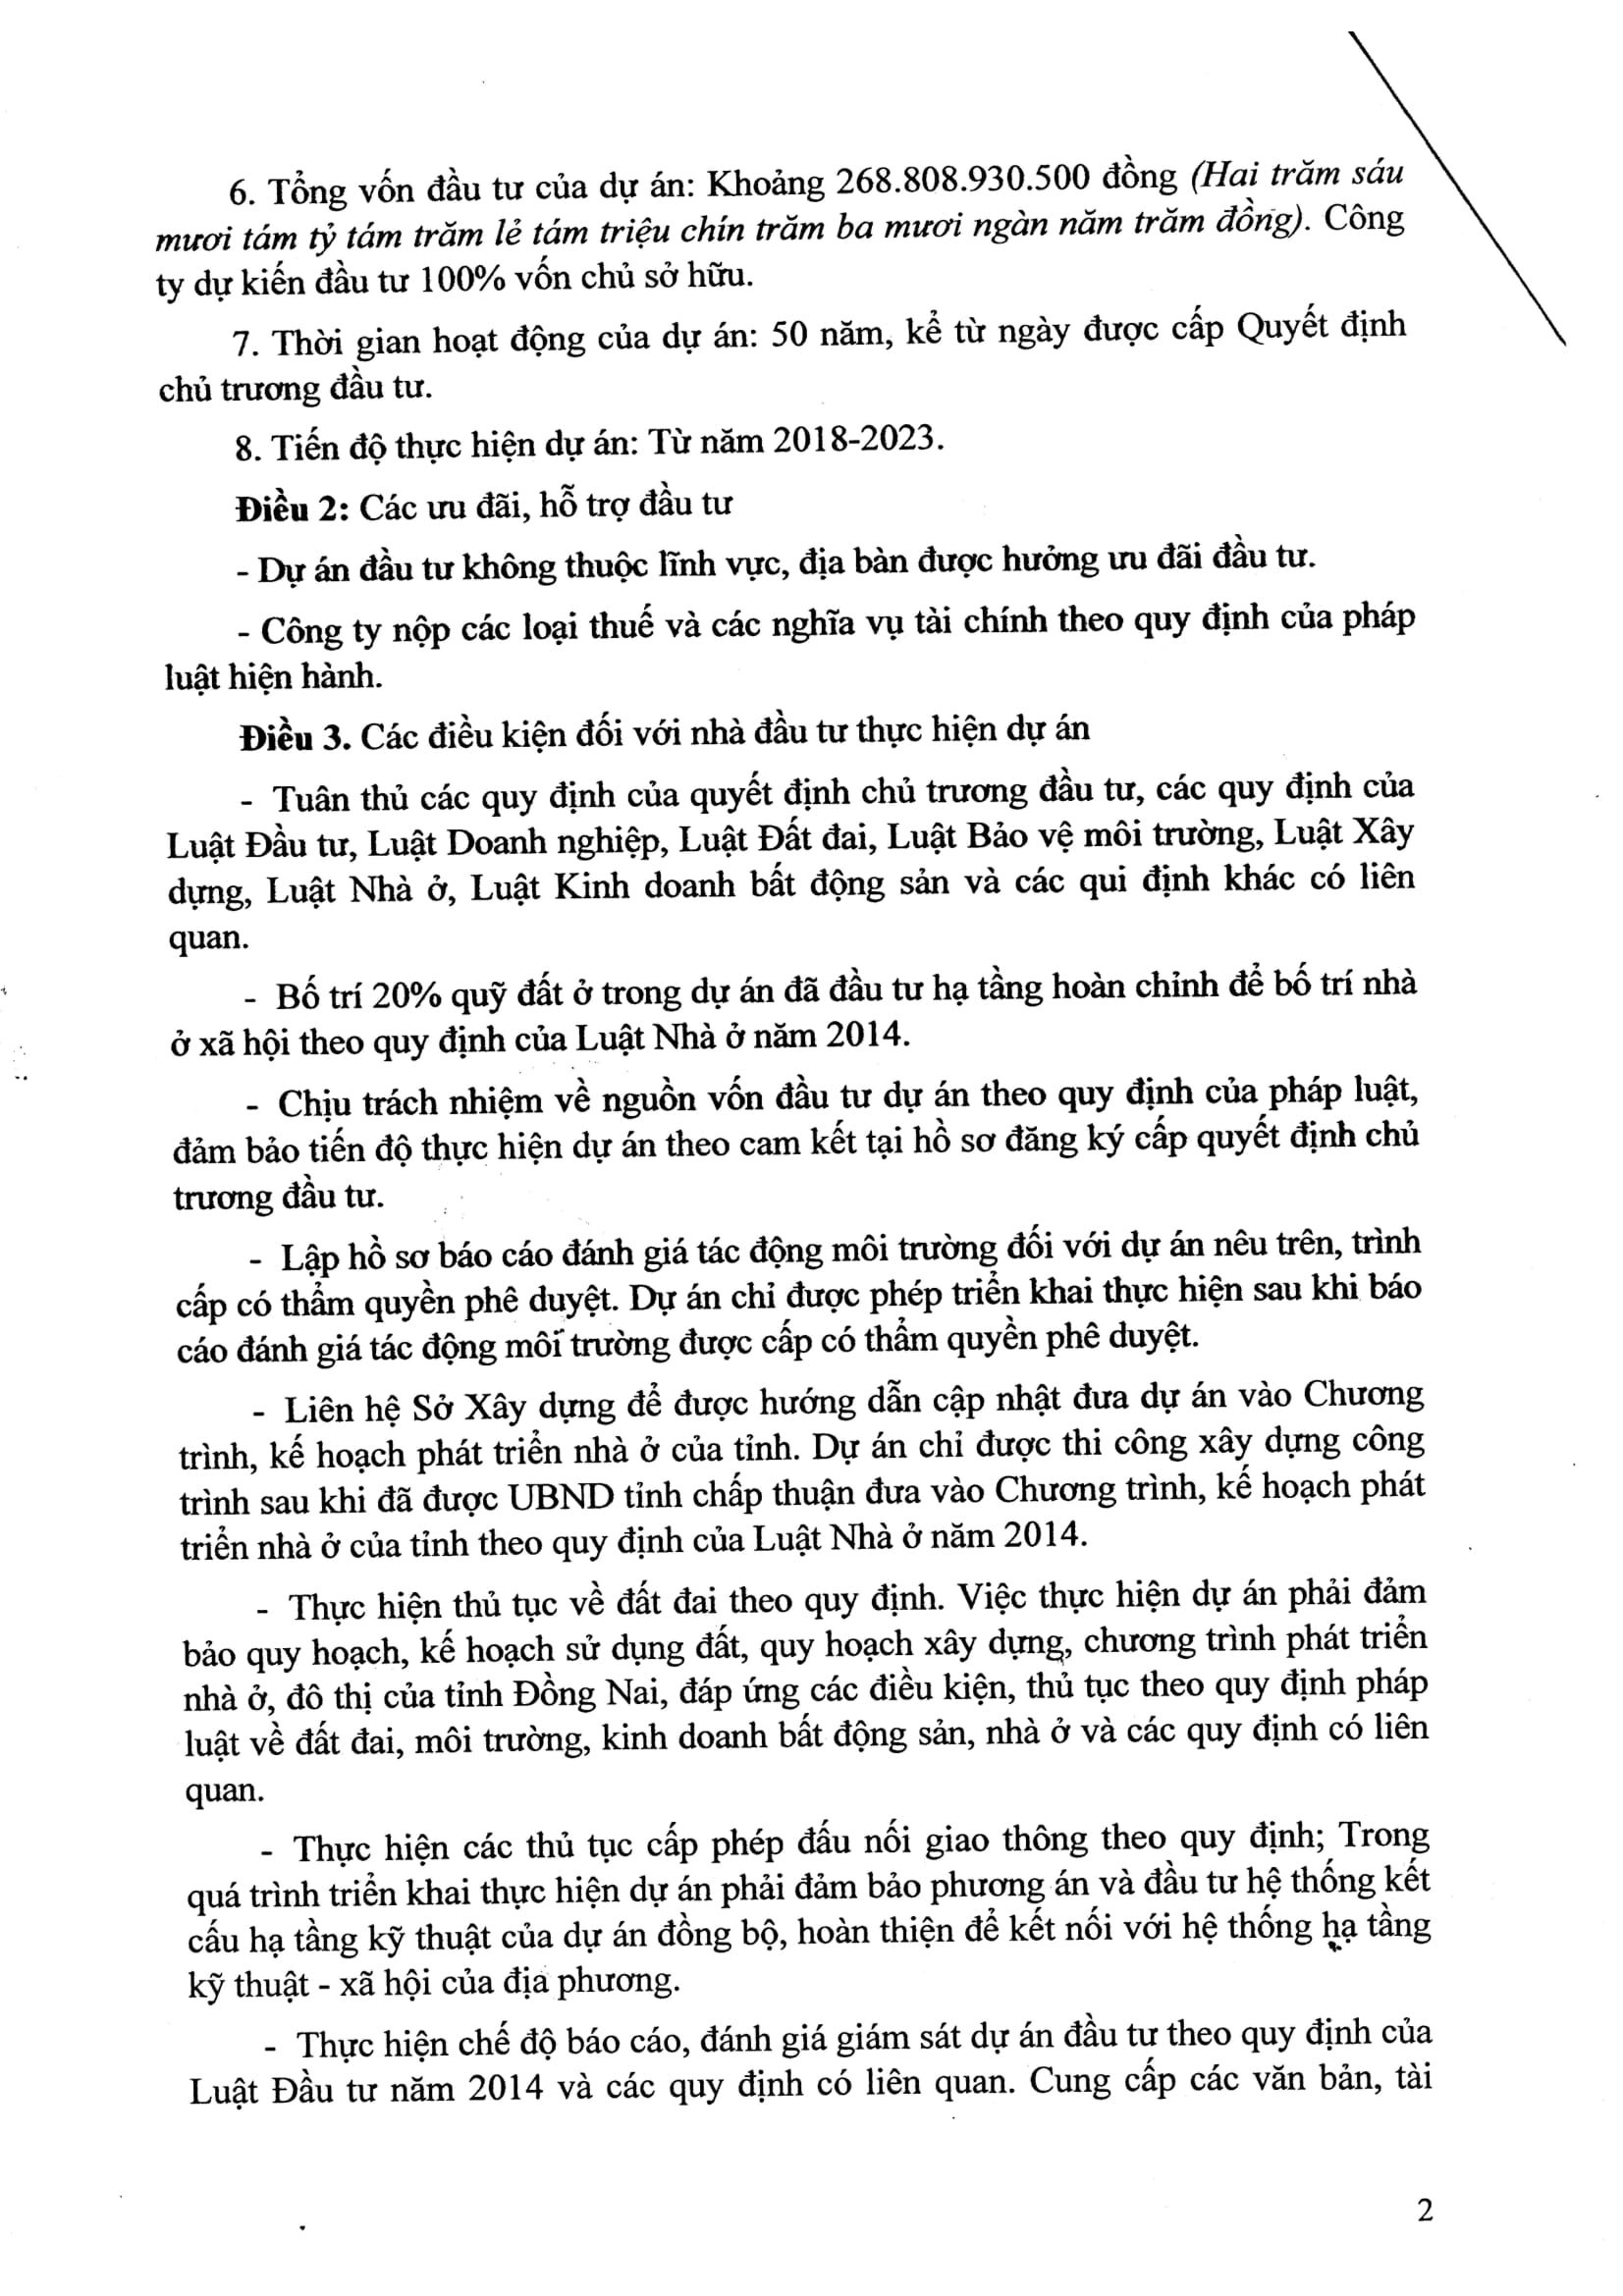 6. Tổng vốn đầu tư của dự án: Khoảng 268.808.930.500 đồng (Hai trăm sáu
mươi tám tỷ tám trăm lẻ tám triệu chín trăm ba mươi ngàn năm trăm đồng). Công
ty dự kiến đầu tư 100% vốn chủ sở hữu.
7. Thời gian hoạt động của dự án: 50 năm, kể từ ngày được cấp Quyết định
chủ trương đầu tư.
8. Tiến độ thực hiện dự án: Từ năm 2018-2023.
Điều 2: Các ưu đãi, hỗ trợ đầu tư
- Dự án đầu tư không thuộc lĩnh vực, địa bàn được hưởng ưu đãi đầu tư.
- Công ty nộp các loại thuế và các nghĩa vụ tài chính theo quy định của pháp
luật hiện hành.
Điều 3. Các điều kiện đối với nhà đầu tư thực hiện dự án
- Tuân thủ các quy định của quyết định chủ trương đầu tư, các quy định của
Luật Đầu tư, Luật Doanh nghiệp, Luật Đất đai, Luật Bảo vệ môi trường, Luật Xây
dựng, Luật Nhà ở, Luật Kinh doanh bất động sản và các qui định khác có liên
quan.
- Bố trí 20% quỹ đất ở trong dự án đã đầu tư hạ tầng hoàn chỉnh để bố trí nhà
ở xã hội theo quy định của Luật Nhà ở năm 2014.
- Chịu trách nhiệm về nguồn vốn đầu tư dự án theo quy định của pháp luật,
đảm bảo tiến độ thực hiện dự án theo cam kết tại hồ sơ đăng ký cấp quyết định chủ
trương đầu tư.
- Lập hồ sơ báo cáo đánh giá tác động môi trường đối với dự án nêu trên, trình
cấp có thẩm quyền phê duyệt. Dự án chỉ được phép triển khai thực hiện sau khi báo
cáo đánh giá tác động môi trường được cấp có thẩm quyền phê duyệt.
- Liên hệ Sở Xây dựng để được hướng dẫn cập nhật đưa dự án vào Chương
trình, kế hoạch phát triển nhà ở của tỉnh. Dự án chỉ được thi công xây dựng công
trình sau khi đã được UBND tỉnh chấp thuận đưa vào Chương trình, kế hoạch phát
triển nhà ở của tỉnh theo quy định của Luật Nhà ở năm 2014.
- Thực hiện thủ tục về đất đai theo quy định. Việc thực hiện dự án phải đảm
bảo quy hoạch, kế hoạch sử dụng đất, quy hoạch xây dựng, chương trình phát triển
nhà ở, đô thị của tỉnh Đồng Nai, đáp ứng các điều kiện, thủ tục theo quy định pháp
luật về đất đai, môi trường, kinh doanh bất động sản, nhà ở và các quy định có liên
quan.
- Thực hiện các thủ tục cấp phép đấu nối giao thông theo quy định; Trong
quá trình triển khai thực hiện dự án phải đảm bảo phương án và đầu tư hệ thống kết
cấu hạ tầng kỹ thuật của dự án đồng bộ, hoàn thiện để kết nối với hệ thống hạ tầng
kỹ thuật - xã hội của địa phương.
- Thực hiện chế độ báo cáo, đánh giá giám sát dự án đầu tư theo quy định của
Luật Đầu tư năm 2014 và các quy định có liên quan. Cung cấp các văn bản, tài
2